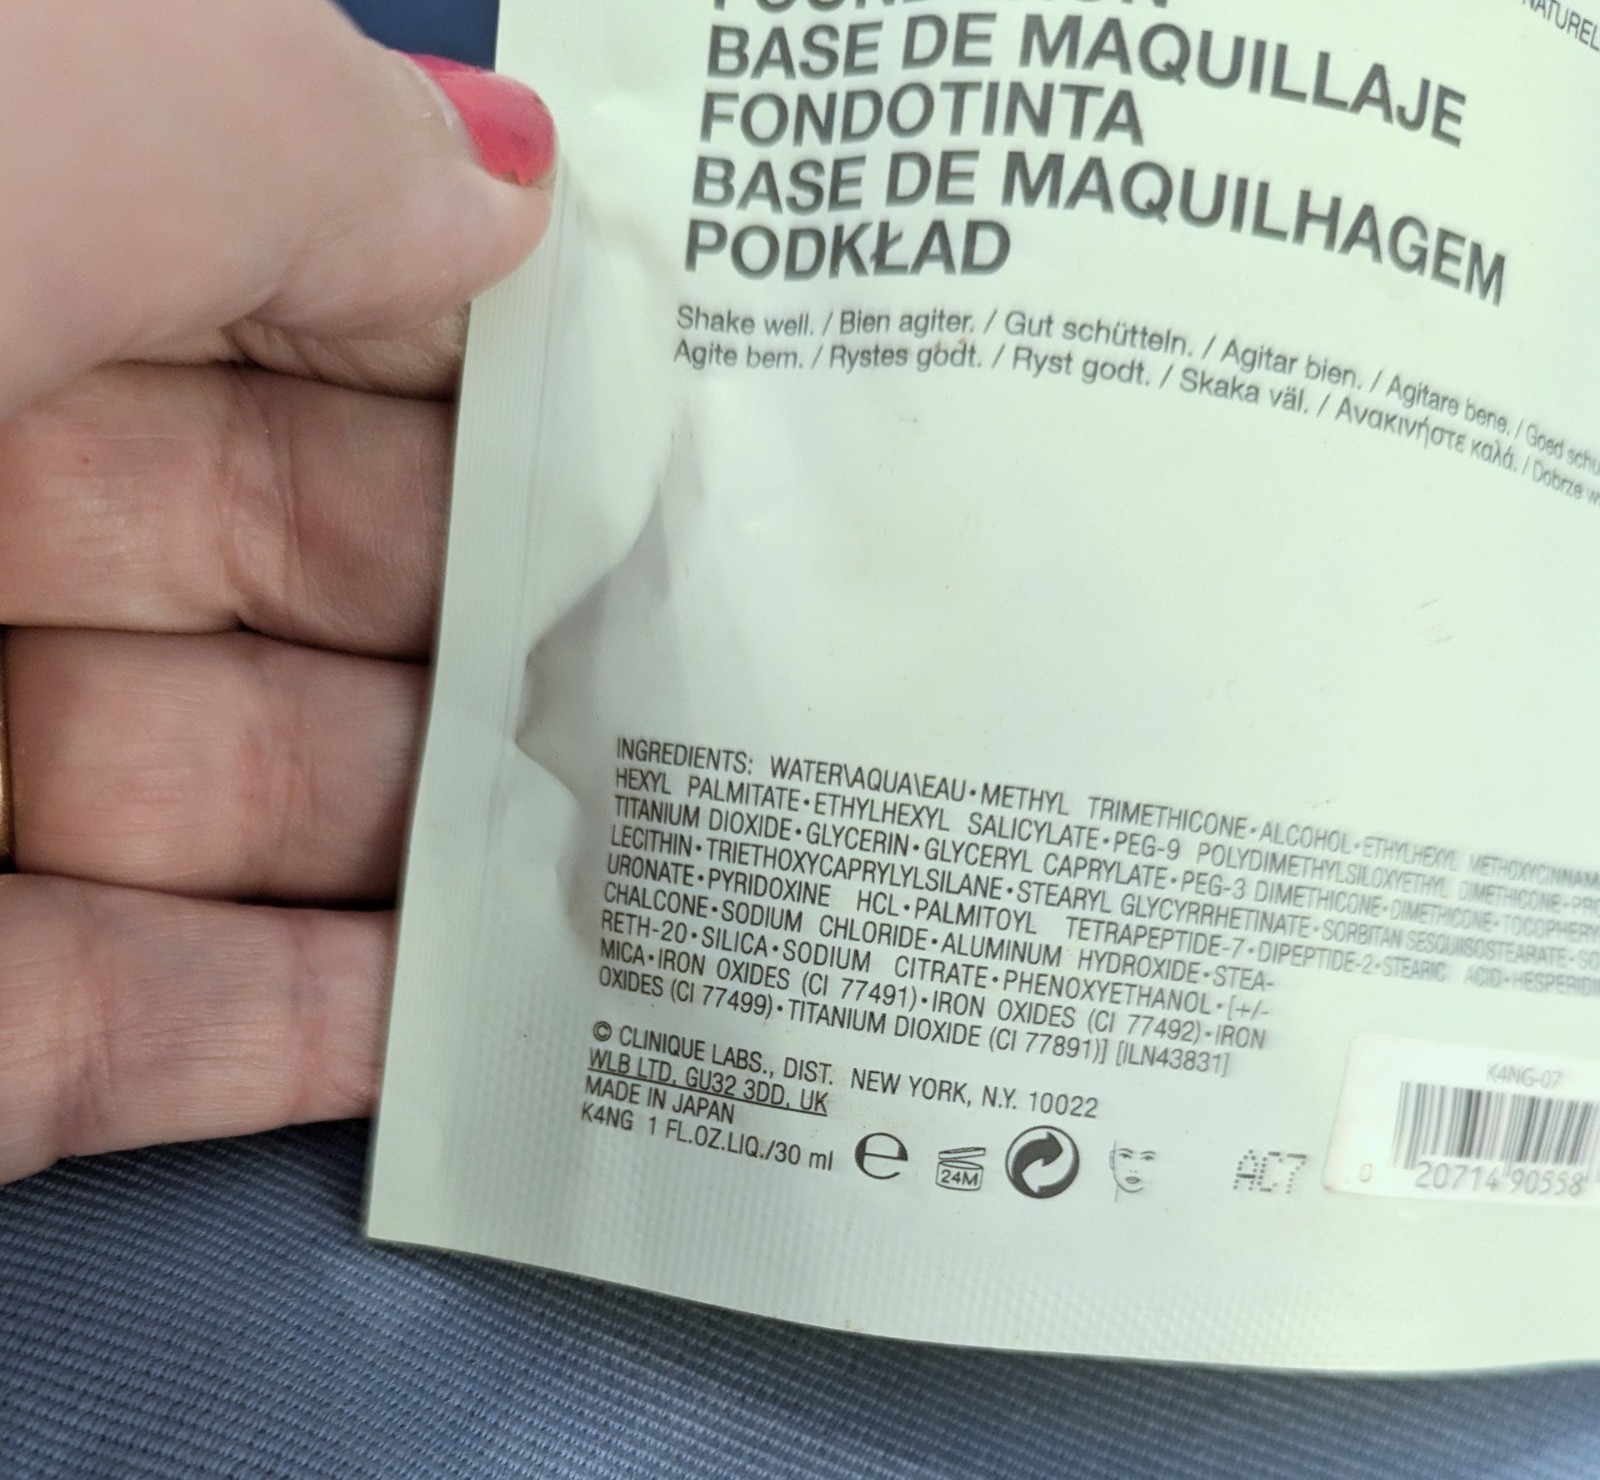 BASE DE MAQUILLAJE
FONDOTINTA
BASE DE MAQUILHAGEM
PODKŁAD
Shake well. / Bien agiter. / Gut schütteln. / Agitar bien. / Agitare bene. / Goed
Agite bem. / Rystes godt. / Ryst godt. / Skaka väl. / Ανακινήστε καλά. / Dobrze
INGREDIENTS: WATER\AQUA\EAU • METHYL TRIMETHICONE • ALCOHOL • ETHYLHEXYL
HEXYL PALMITATE • ETHYLHEXYL SALICYLATE • PEG-9 POLYDIMETHYLSILOXYETHYL DIMETHICONE •
TITANIUM DIOXIDE • GLYCERIN • GLYCERYL CAPRYLATE • PEG-3 DIMETHICONE • DIMETHICONE •
LECITHIN • TRIETHOXYCAPRYLYLSILANE • STEARYL GLYCYRRHETINATE • SORBITAN SESQUIISOSTEARATE •
URONATE • PYRIDOXINE HCL • PALMITOYL TETRAPEPTIDE-7 • DIPEPTIDE-2 • STEARIC ACID •
CHALCONE • SODIUM CHLORIDE • ALUMINUM HYDROXIDE • STEA-
RETH-20 • SILICA • SODIUM CITRATE • PHENOXYETHANOL • [+/-
MICA • IRON OXIDES (CI 77491) • IRON OXIDES (CI 77492) • IRON
OXIDES (CI 77499) • TITANIUM DIOXIDE (CI 77891)] [ILN43831]
© CLINIQUE LABS., DIST. NEW YORK, N.Y. 10022
WLB LTD, GU32 3DD, UK
MADE IN JAPAN
K4NG 1 FL.OZ.LIQ./30 ml e 24M
AC7
K4NG-07
0 20714 90558